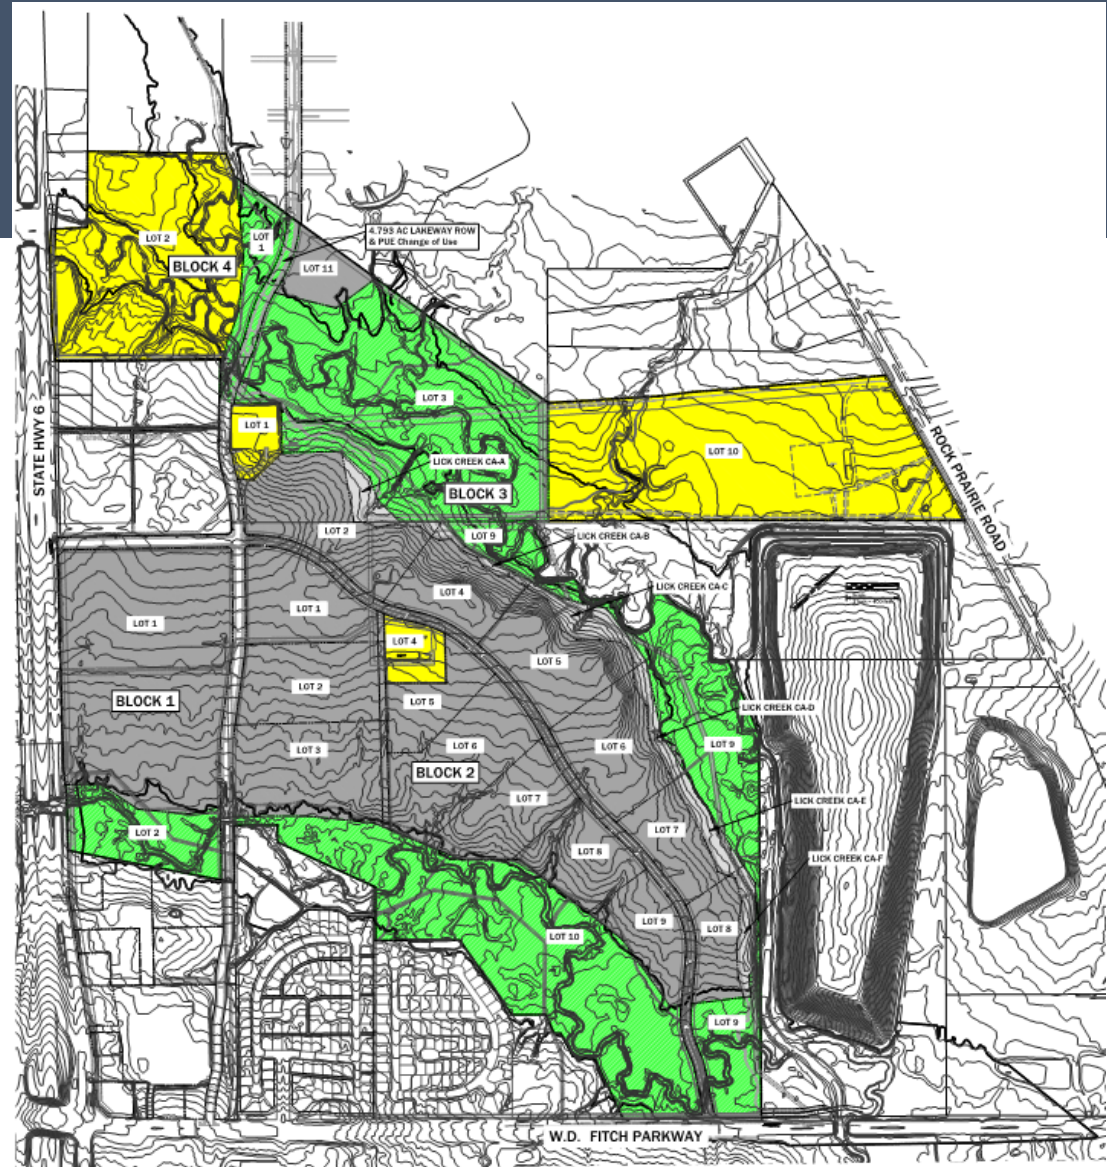 4.793 AC LAKEWAY ROW
& PUE Change of Use
LOT 2
LOT
1
BLOCK 4
LOT 11
STATE HWY 6
LOT 1
LOT 3
LOT 10
ROCK PRAIRIE ROAD
LICK CREEK CA-A
BLOCK 3
LOT 2
LOT 9
LICK CREEK CA-B
LICK CREEK CA-C
LOT 4
LOT 1
LOT 1
LOT 4
LOT 5
LOT 2
BLOCK 1
LOT 5
LICK CREEK CA-D
LOT 3
LOT 6
LOT 6
LOT 9
BLOCK 2
LOT 7
LICK CREEK CA-E
LOT 2
LOT 7
LOT 8
LICK CREEK CA-F
LOT 9
LOT 8
LOT 10
LOT 9
W.D. FITCH PARKWAY